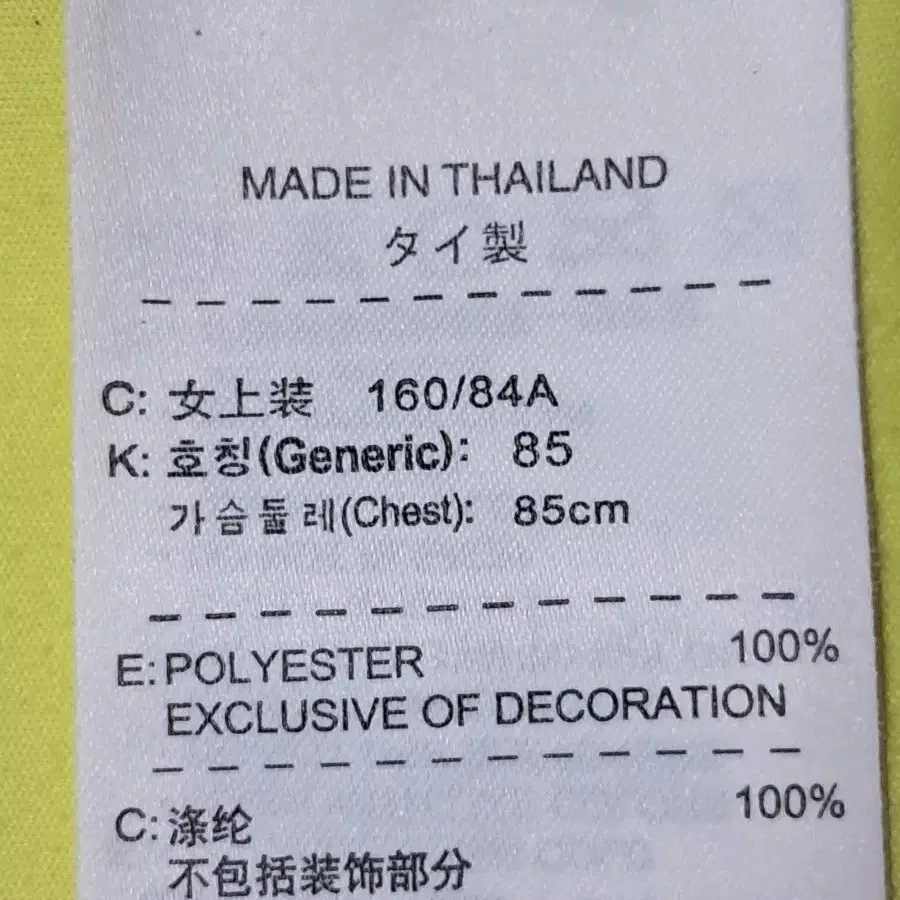 MADE IN THAILAND
タイ製
C: 女上装 160/84A
K: 호칭(Generic): 85
가슴둘레(Chest): 85cm
E: POLYESTER 100%
EXCLUSIVE OF DECORATION
C: 涤纶 100%
不包括装饰部分